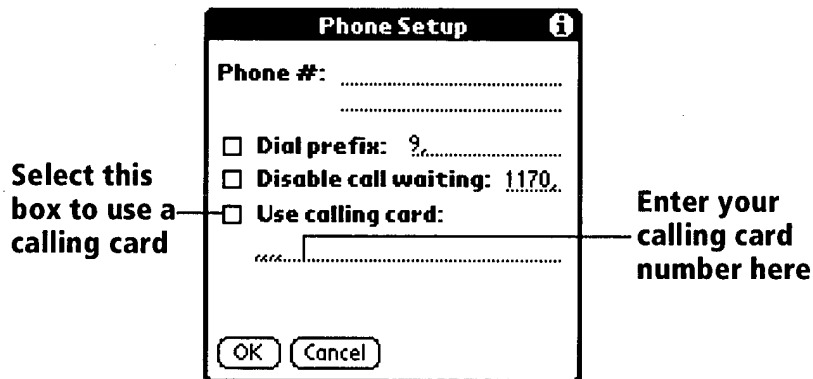 Phone Setup i
Phone #:
Dial prefix: 9,
Disable call waiting: 1170,
Select this
box to use a
calling card
Use calling card:
,,,,
Enter your
calling card
number here
OK Cancel